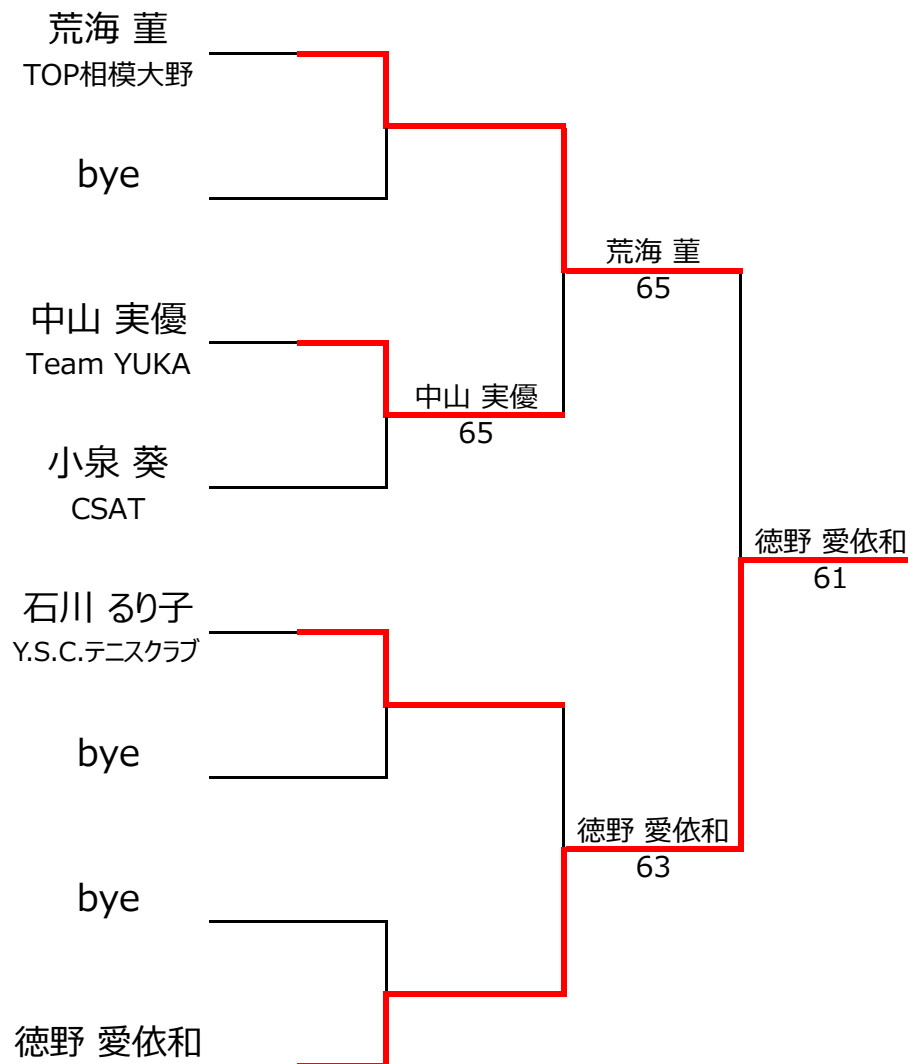 荒海 菫
TOP相模大野
bye
荒海 菫
65
中山 実優
Team YUKA
中山 実優
65
小泉 葵
CSAT
徳野 愛依和
61
石川 るり子
Y.S.C.テニスクラブ
bye
徳野 愛依和
63
bye
徳野 愛依和